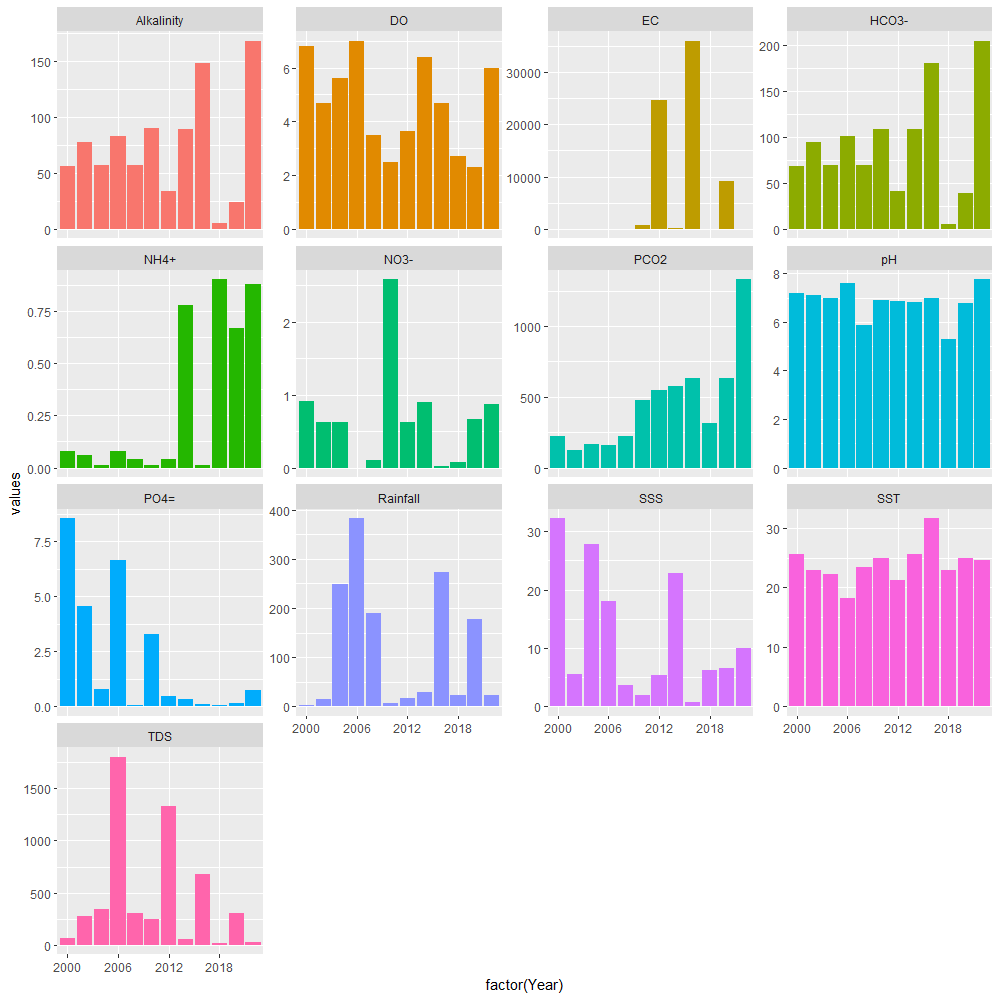 Alkalinity
DO
EC
HCO3-
150
100
50
0
6
4
2
0
30000
20000
10000
0
200
150
100
50
0
NH4+
NO3-
PCO2
pH
0.75
0.50
0.25
0.00
2
1
0
1000
500
0
8
6
4
2
0
PO4=
Rainfall
SSS
SST
7.5
5.0
2.5
0.0
400
300
200
100
0
30
20
10
0
30
20
10
0
2000 2006 2012 2018
2000 2006 2012 2018
2000 2006 2012 2018
TDS
1500
1000
500
0
2000 2006 2012 2018
values
factor(Year)